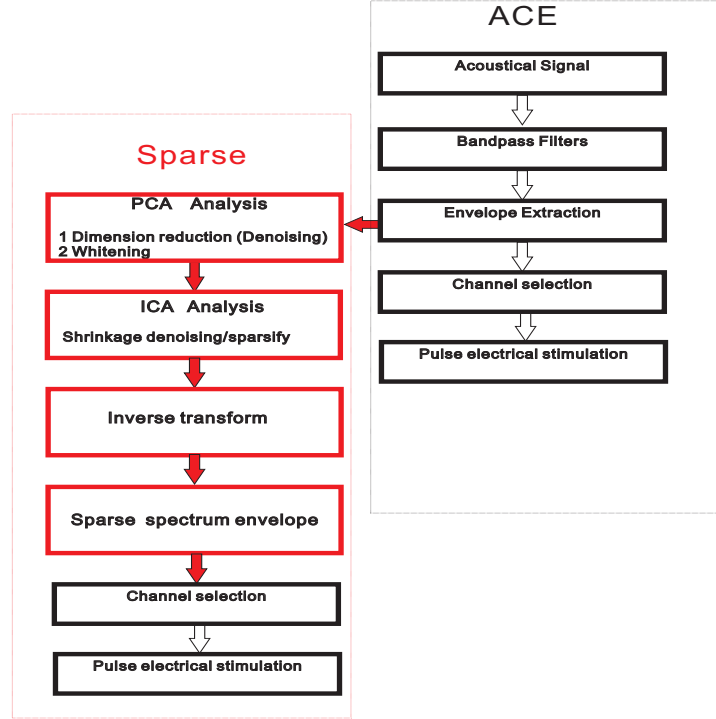 ACE
Acoustical Signal
Bandpass Filters
Envelope Extraction
Channel selection
Pulse electrical stimulation
Sparse
PCA Analysis
1 Dimension reduction (Denoising)
2 Whitening
ICA Analysis
Shrinkage denoising/sparsify
Inverse transform
Sparse spectrum envelope
Channel selection
Pulse electrical stimulation